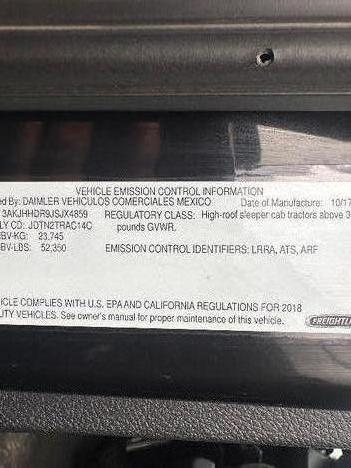 VEHICLE EMISSION CONTROL INFORMATION
ed By: DAIMLER VEHICULOS COMERCIALES MEXICO Date of Manufacture: 10/17
3AKJHHDR9JSJX4859 REGULATORY CLASS: High-roof sleeper cab tractors above 3
LY CD: JDTN2TRAC14C pounds GVWR.
BV-KG: 23,745
BV-LBS: 52,350 EMISSION CONTROL IDENTIFIERS: LRRA, ATS, ARF
ICLE COMPLIES WITH U.S. EPA AND CALIFORNIA REGULATIONS FOR 2018
UTY VEHICLES. See owner's manual for proper maintenance of this vehicle. FREIGHTLI